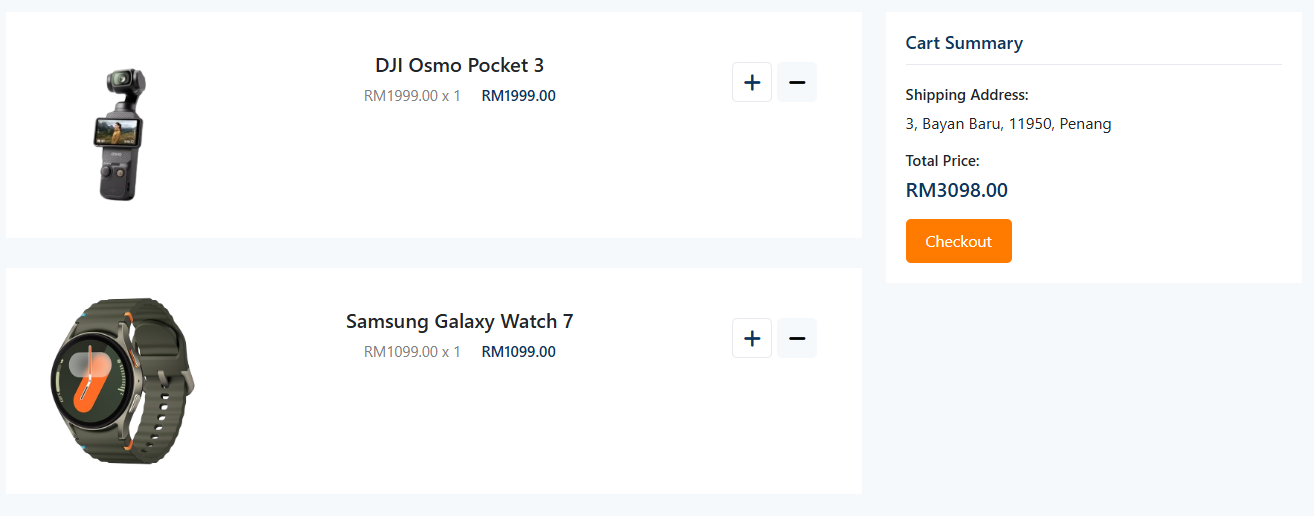 DJI Osmo Pocket 3
RM1999.00 x 1 RM1999.00
Samsung Galaxy Watch 7
RM1099.00 x 1 RM1099.00
Cart Summary
Shipping Address:
3, Bayan Baru, 11950, Penang
Total Price:
RM3098.00
Checkout